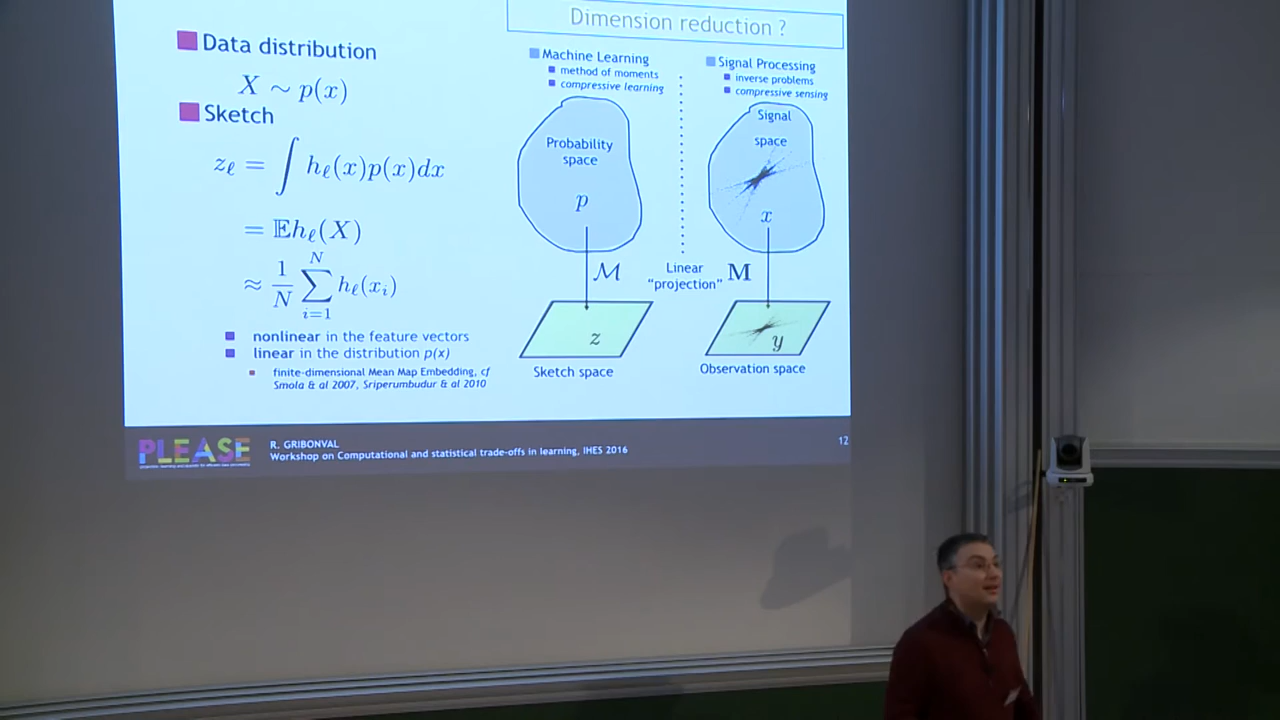 Dimension reduction ?
Data distribution
X ∼ p(x)
Sketch
z_ℓ = ∫ h_ℓ(x)p(x)dx
= 𝔼h_ℓ(X)
≈ 1/N ∑_{i=1}^{N} h_ℓ(x_i)
nonlinear in the feature vectors
linear in the distribution p(x)
finite-dimensional Mean Map Embedding, cf
Smola & al 2007, Sriperumbudur & al 2010
Machine Learning
method of moments
compressive learning
Probability
space
p
ℳ
z
Sketch space
Linear
"projection"
Signal Processing
inverse problems
compressive sensing
Signal
space
x
M
y
Observation space
PLEASE
R. GRIBONVAL
Workshop on Computational and statistical trade-offs in learning, IHES 2016
12